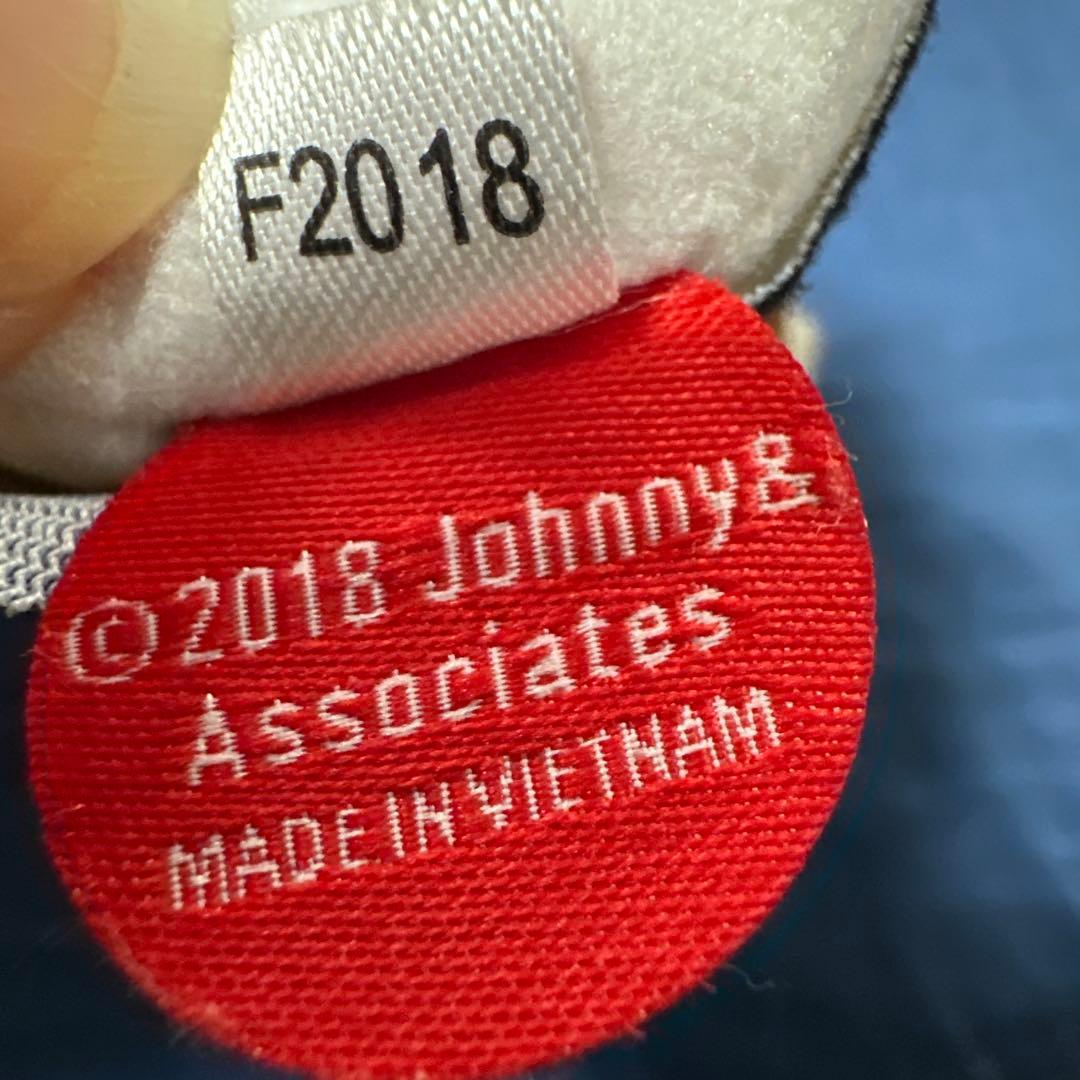 F2018
©2018 Johnny&
Associates
MADE IN VIETNAM